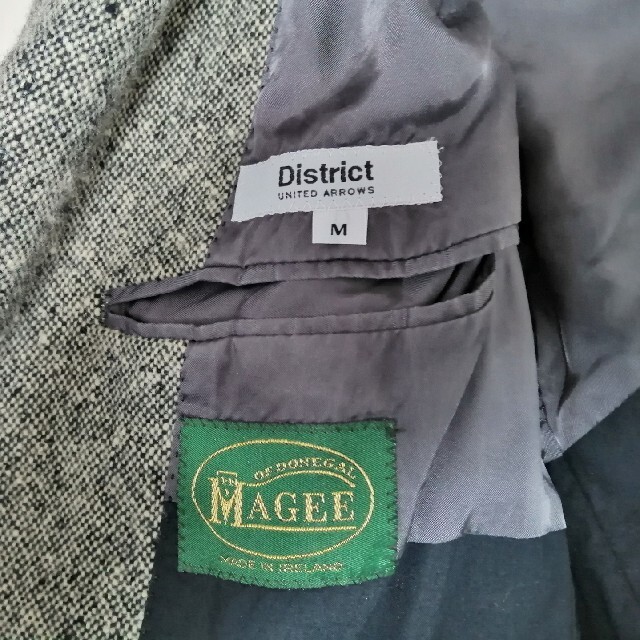 District
UNITED ARROWS
M
OF DONEGAL
MAGEE
MADE IN IRELAND